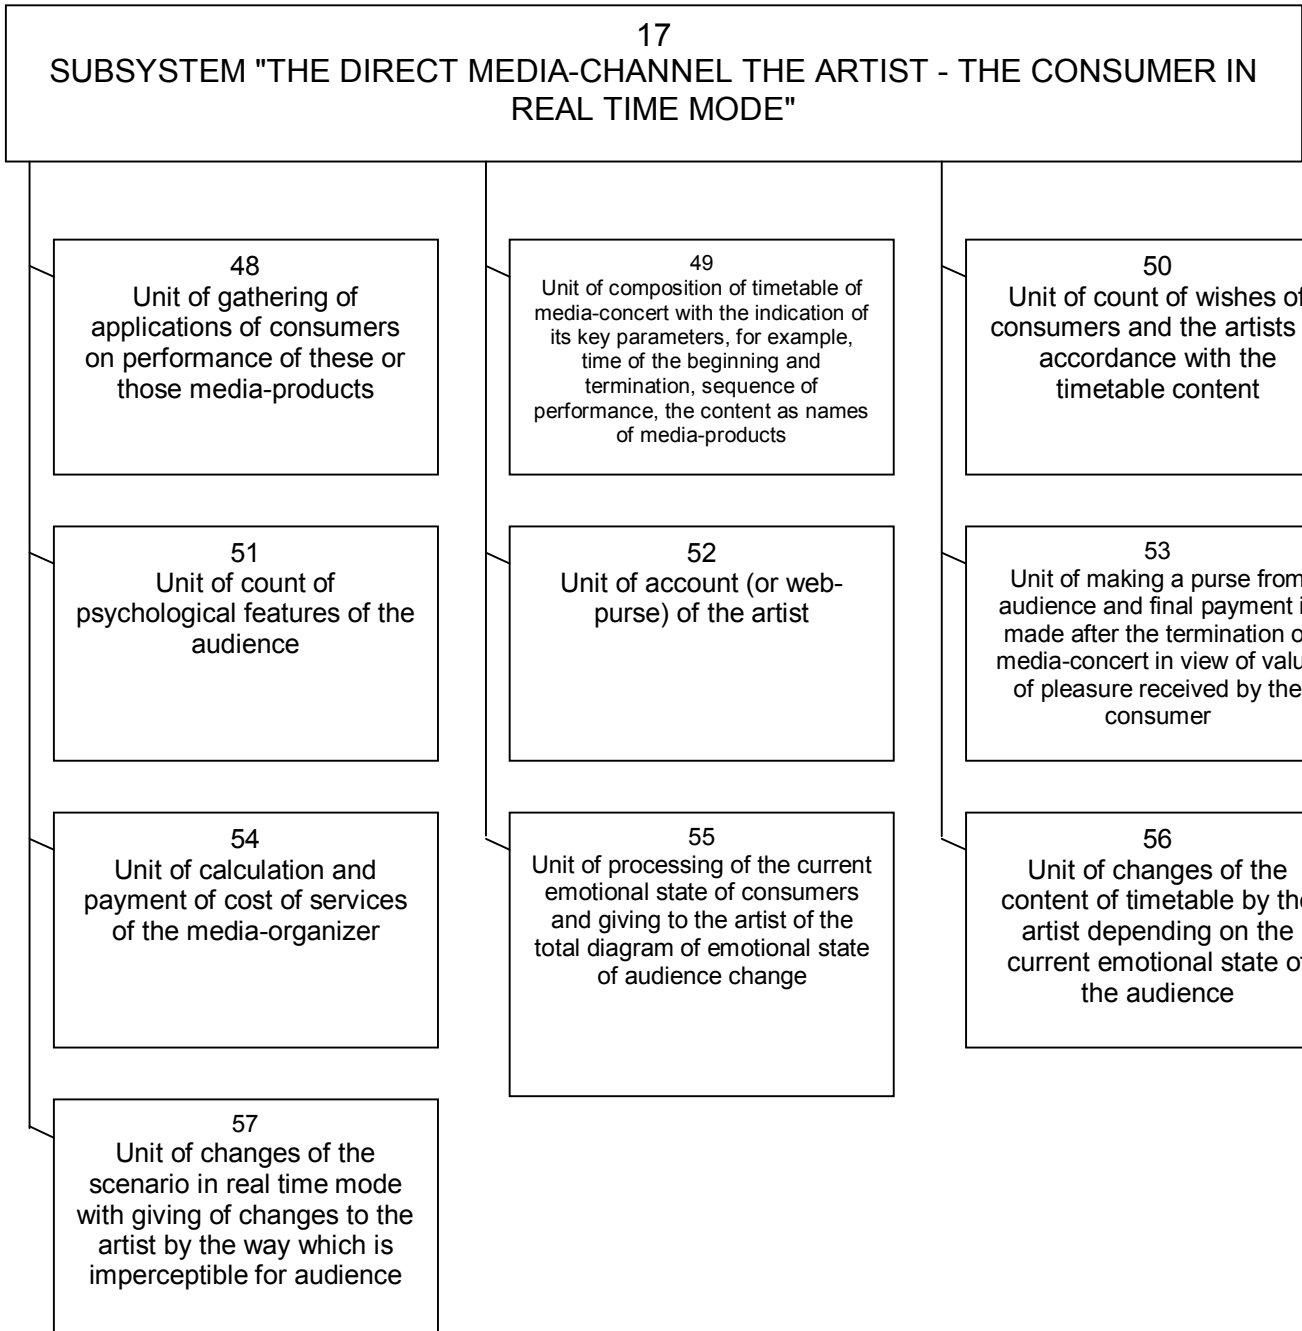 17
SUBSYSTEM "THE DIRECT MEDIA-CHANNEL THE ARTIST - THE CONSUMER IN
REAL TIME MODE"
48
Unit of gathering of
applications of consumers
on performance of these or
those media-products
49
Unit of composition of timetable of
media-concert with the indication of
its key parameters, for example,
time of the beginning and
termination, sequence of
performance, the content as names
of media-products
50
Unit of count of wishes of
consumers and the artists
accordance with the
timetable content
51
Unit of count of
psychological features of the
audience
52
Unit of account (or web-
purse) of the artist
53
Unit of making a purse from
audience and final payment
made after the termination
media-concert in view of
of pleasure received by the
consumer
54
Unit of calculation and
payment of cost of services
of the media-organizer
55
Unit of processing of the current
emotional state of consumers
and giving to the artist of the
total diagram of emotional state
of audience change
56
Unit of changes of the
content of timetable by
artist depending on the
current emotional state
the audience
57
Unit of changes of the
scenario in real time mode
with giving of changes to the
artist by the way which is
imperceptible for audience